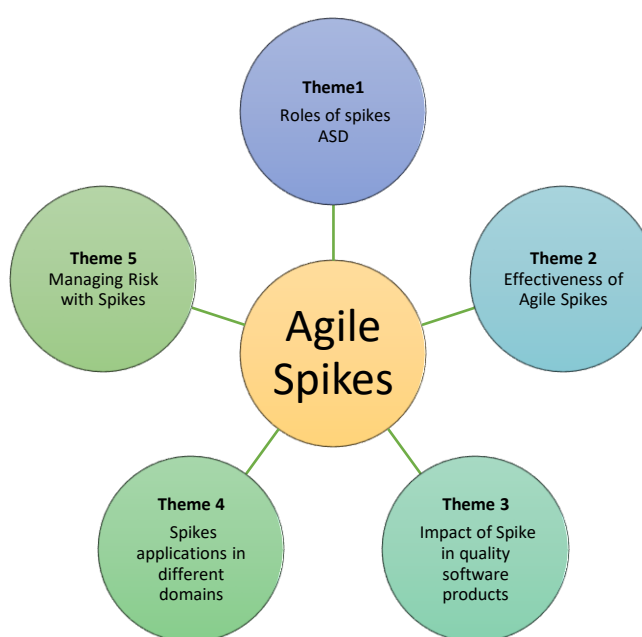 Theme1
Roles of spikes
ASD
Theme 5
Managing Risk
with Spikes
Theme 2
Effectiveness of
Agile Spikes
Agile
Spikes
Theme 4
Spikes
applications in
different
domains
Theme 3
Impact of Spike
in quality
software
products